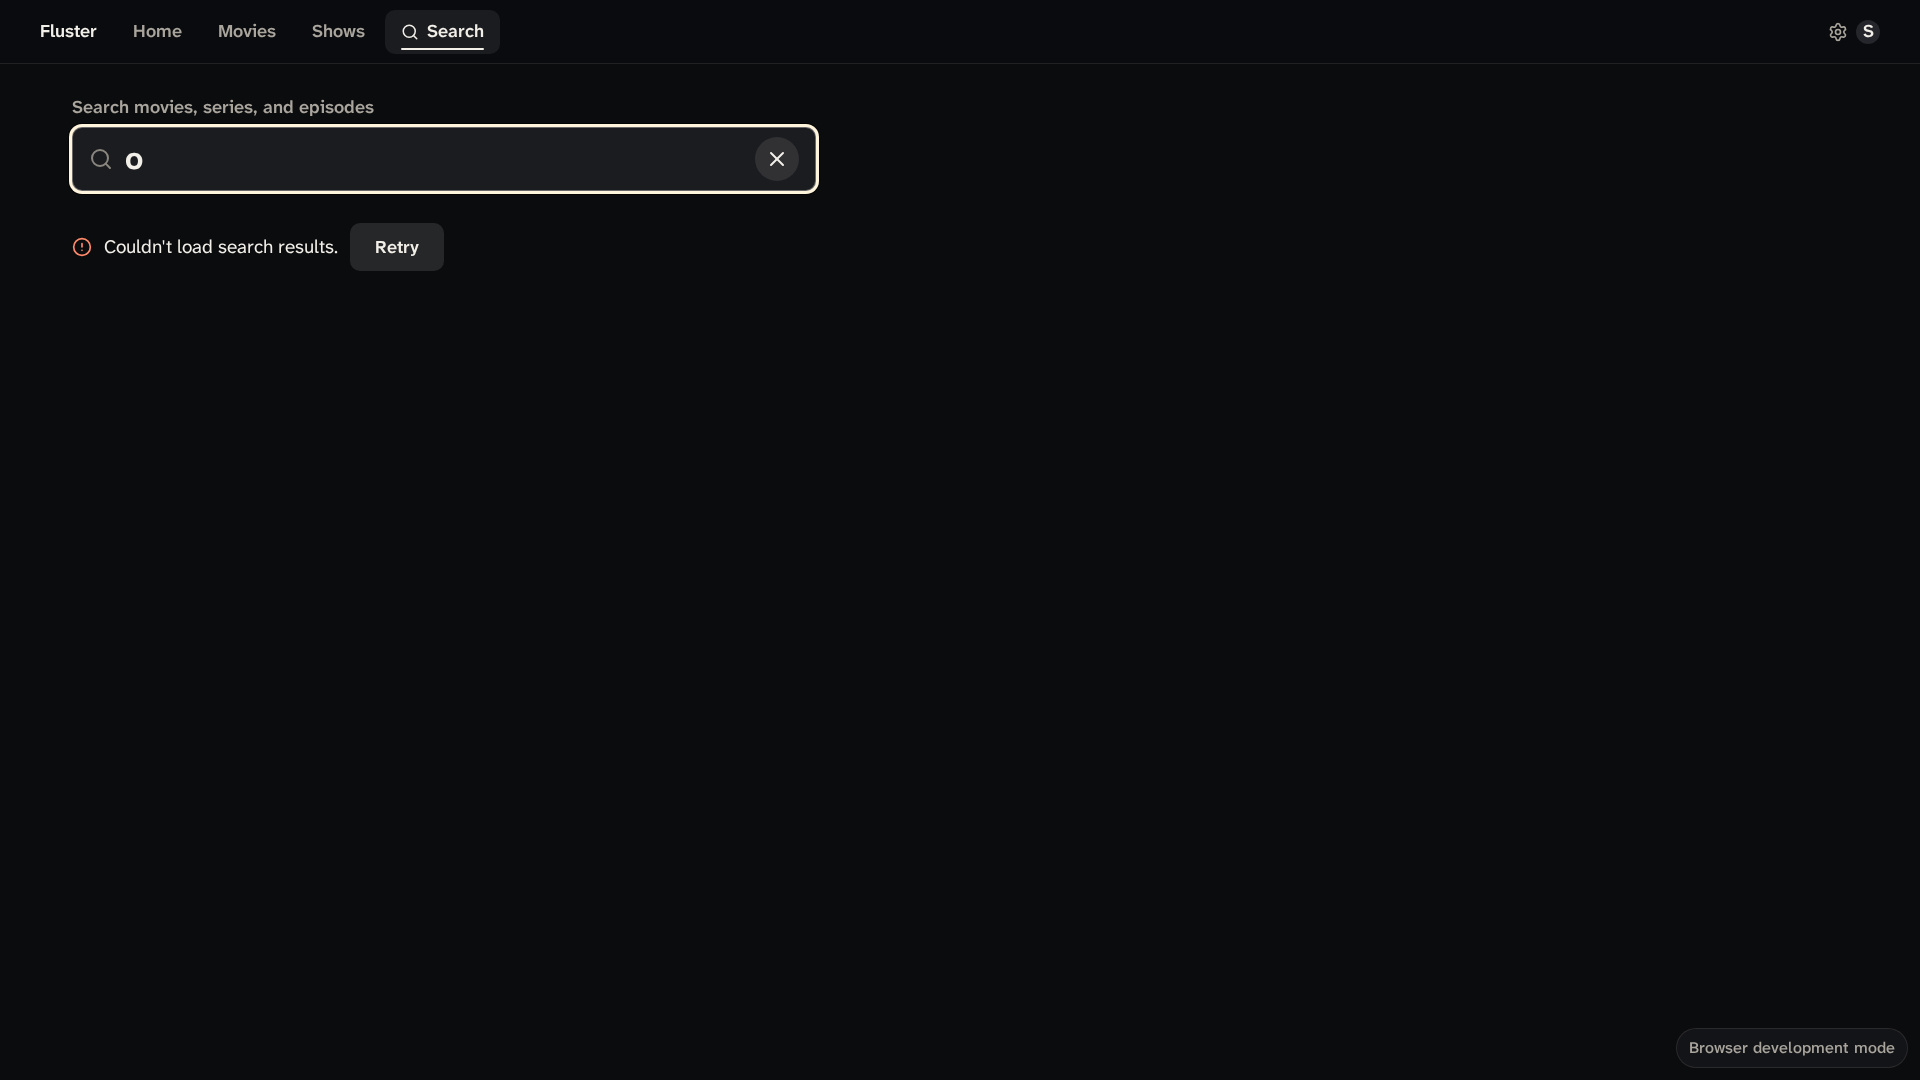 Fluster Home Movies Shows Search S
Search movies, series, and episodes
o
Couldn't load search results. Retry
Browser development mode